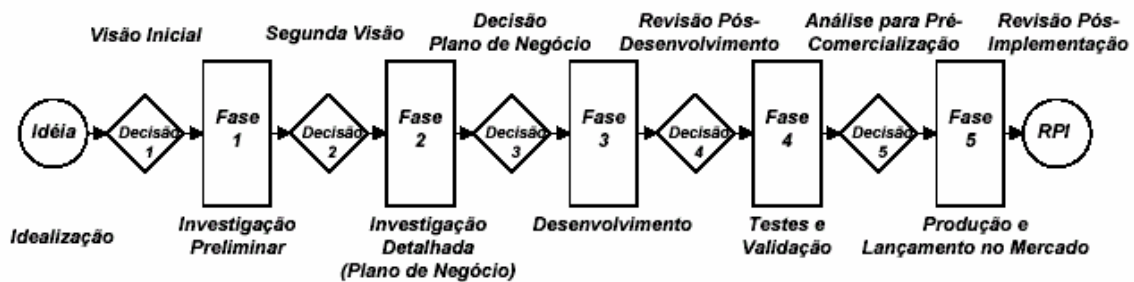 Visão Inicial
Segunda Visão
Decisão
Plano de Negócio
Revisão Pós-
Desenvolvimento
Análise para Pré-
Comercialização
Revisão Pós-
Implementação
Idéia
Decisão
1
Fase
1
Decisão
2
Fase
2
Decisão
3
Fase
3
Decisão
4
Fase
4
Decisão
5
Fase
5
RPI
Idealização
Investigação
Preliminar
Investigação
Detalhada
(Plano de Negócio)
Desenvolvimento
Testes e
Validação
Produção e
Lançamento no Mercado